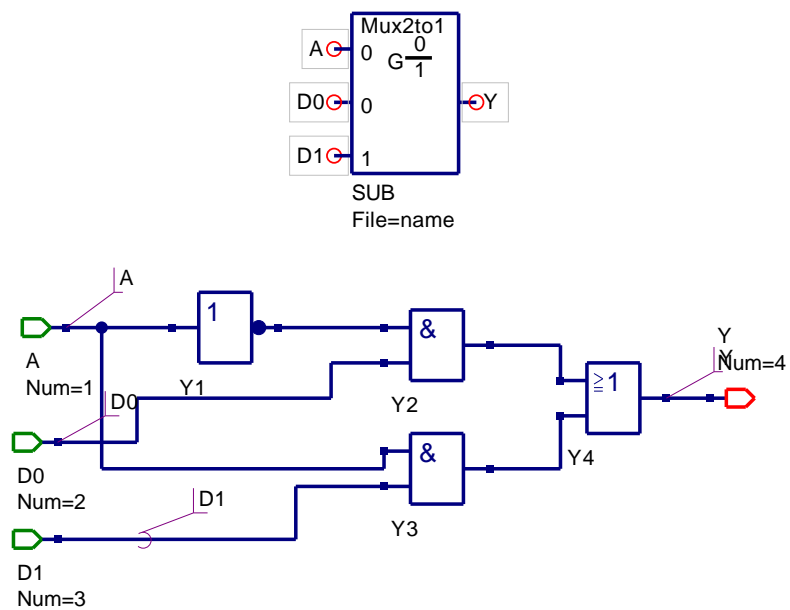 Mux2to1
A
0
G
0
1
D0
0
Y
D1
1
SUB
File=name
A
1
&
Y
Y
A
Num=1
Num=4
≥1
D0
Y1
Y2
&
D0
Num=2
D1
Y4
Y3
D1
Num=3